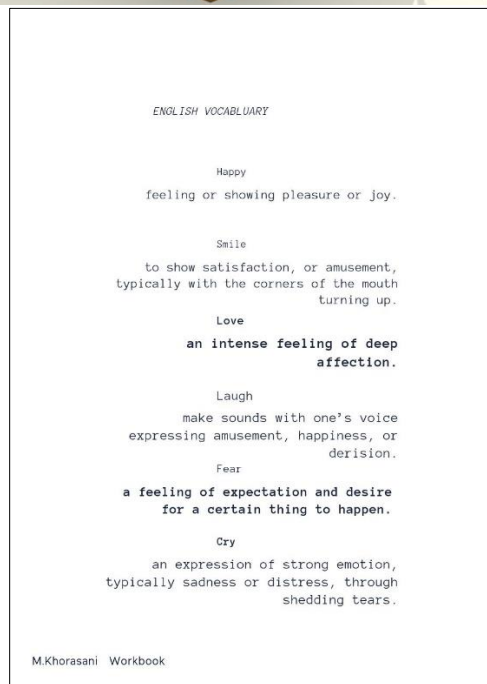 ENGLISH VOCABLUARY
Happy
feeling or showing pleasure or joy.
Smile
to show satisfaction, or amusement,
typically with the corners of the mouth
turning up.
Love
an intense feeling of deep
affection.
Laugh
make sounds with one's voice
expressing amusement, happiness, or
derision.
Fear
a feeling of expectation and desire
for a certain thing to happen.
Cry
an expression of strong emotion,
typically sadness or distress, through
shedding tears.
M.Khorasani Workbook